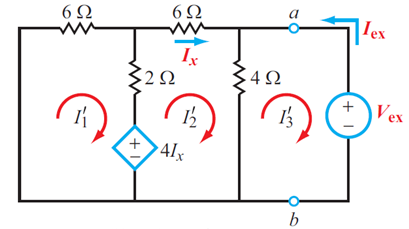 6 Ω 6 Ω a
I_ex
I_x
2 Ω 4 Ω
I′_1 I′_2 I′_3 + − V_ex
+ − 4I_x
b